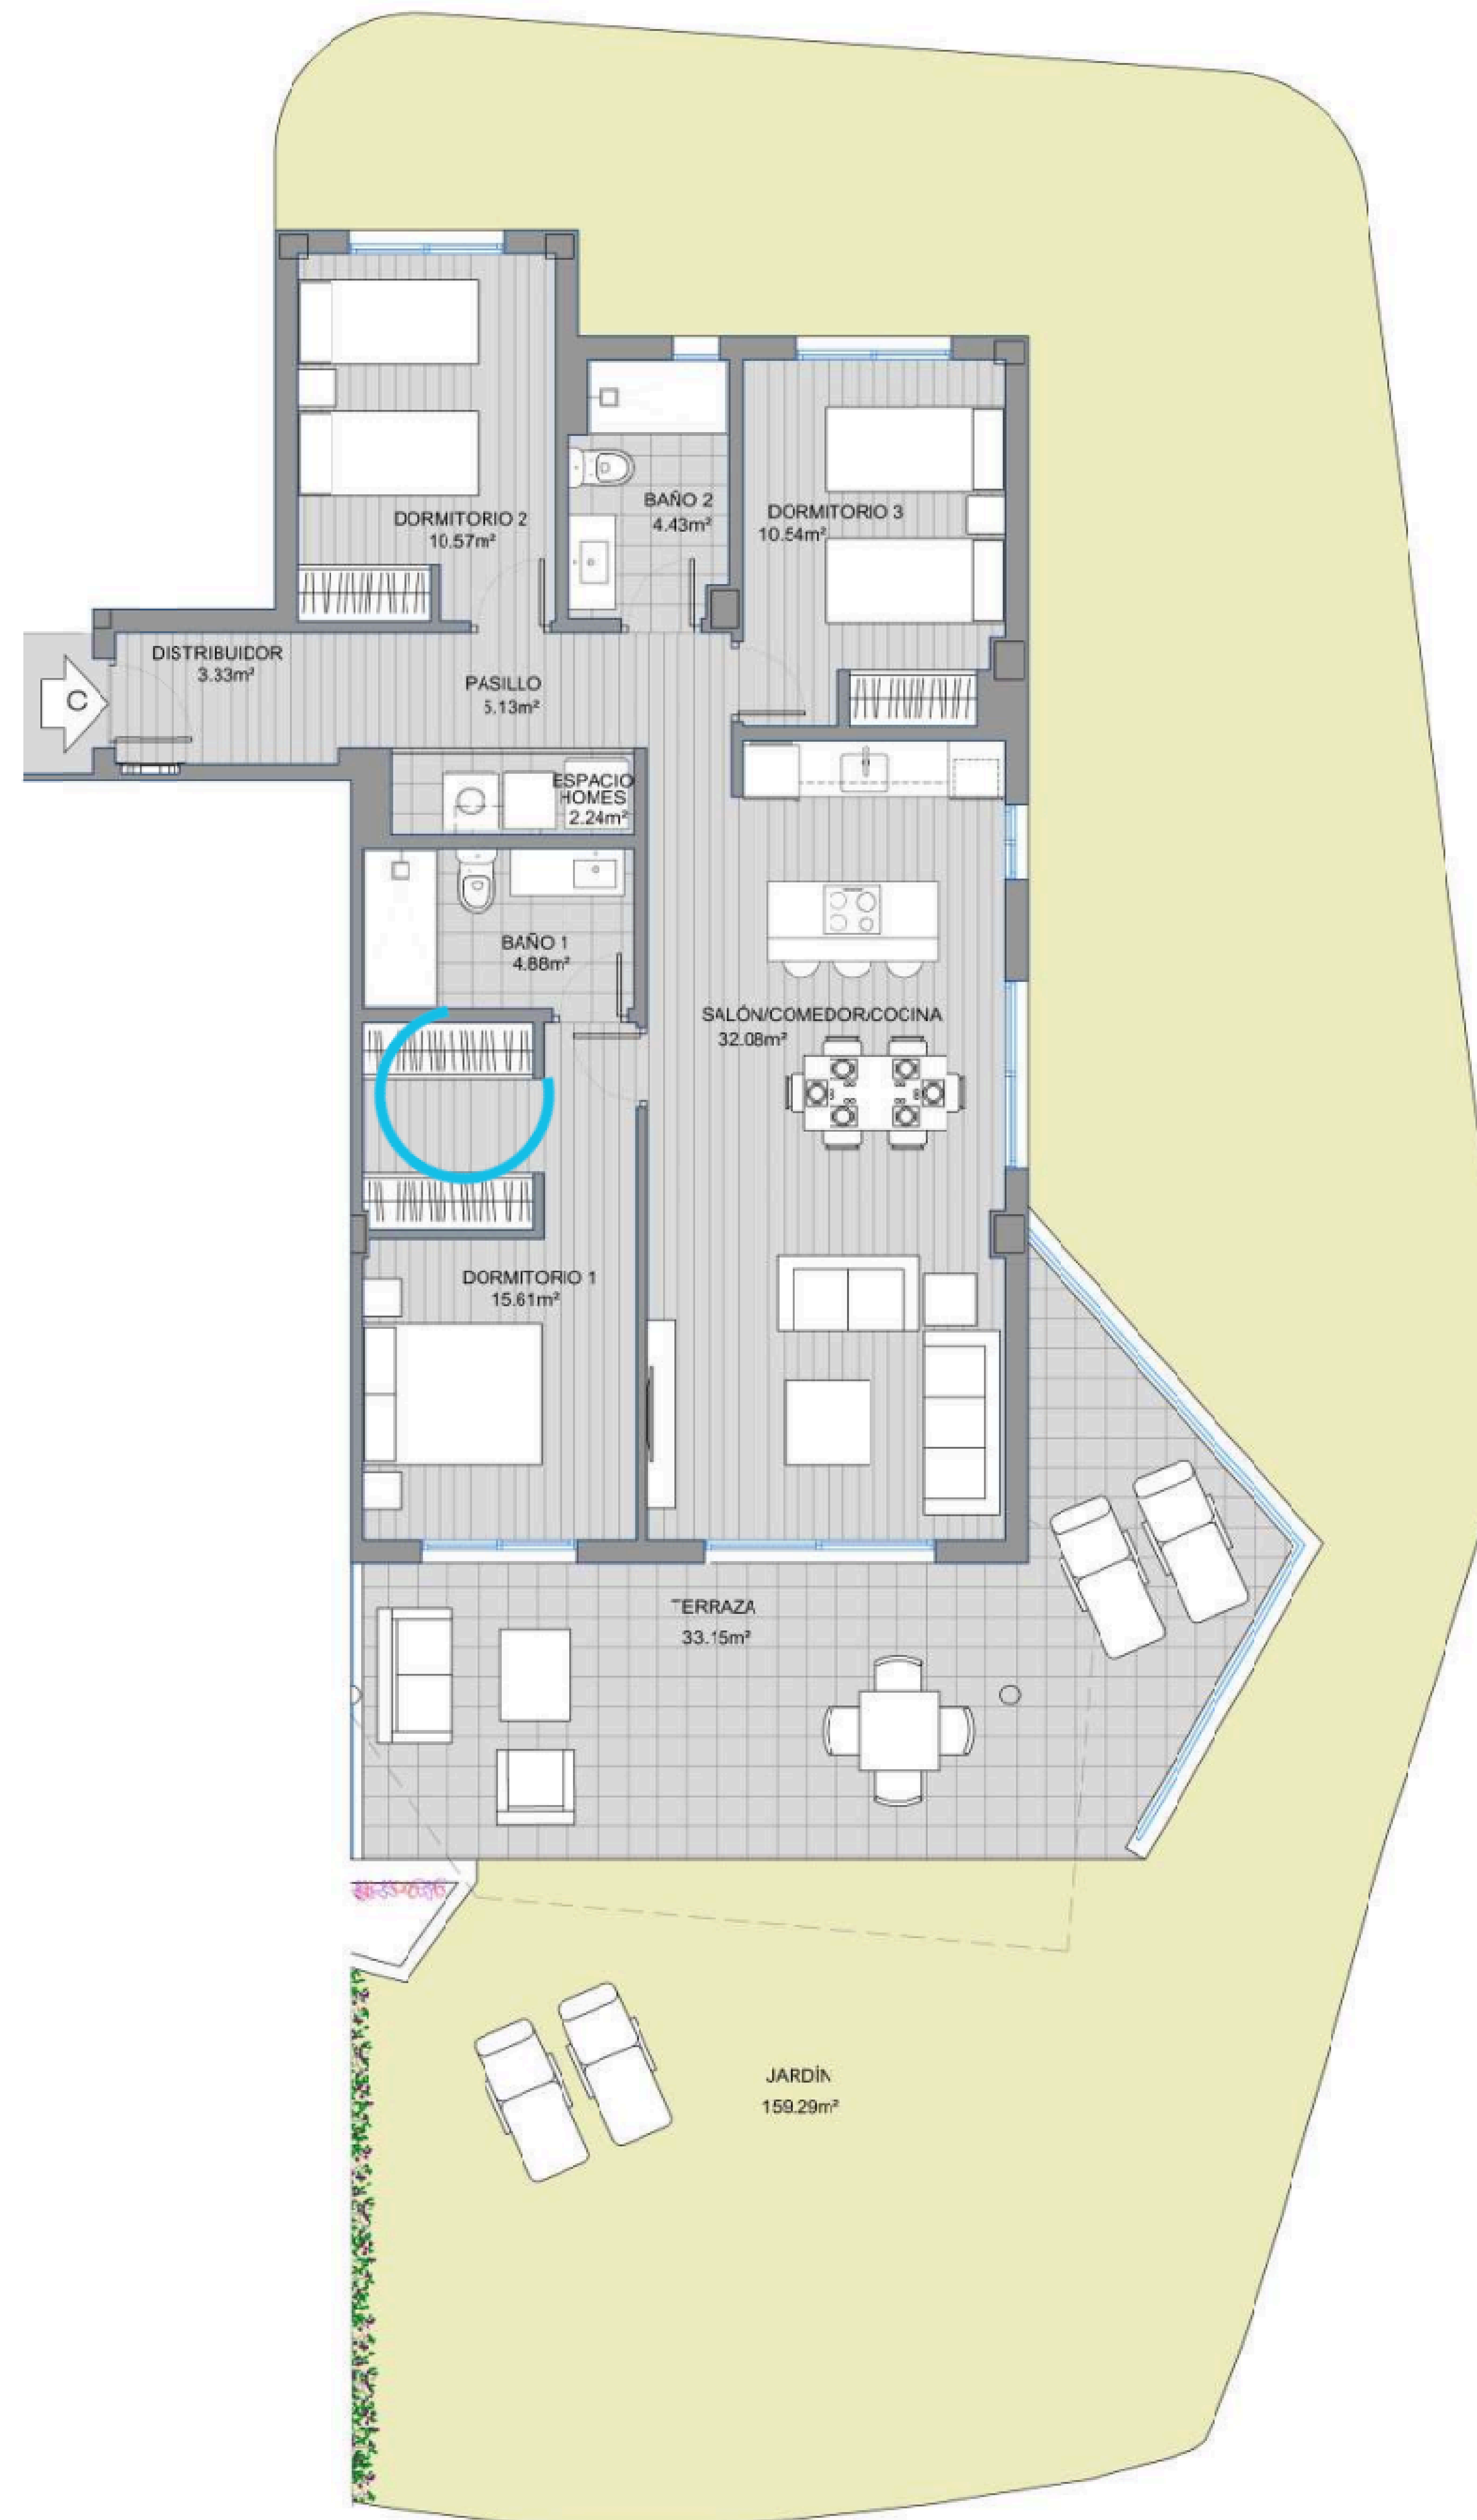 DORMITORIO 2
10.57m²
BAÑO 2
4.43m²
DORMITORIO 3
10.54m²
DISTRIBUIDOR
3.33m²
C
PASILLO
5.13m²
ESPACIO
HOMES
2.24m²
BAÑO 1
4.88m²
SALÓN/COMEDOR/COCINA
32.08m²
DORMITORIO 1
15.61m²
TERRAZA
33.15m²
JARDÍN
159.29m²